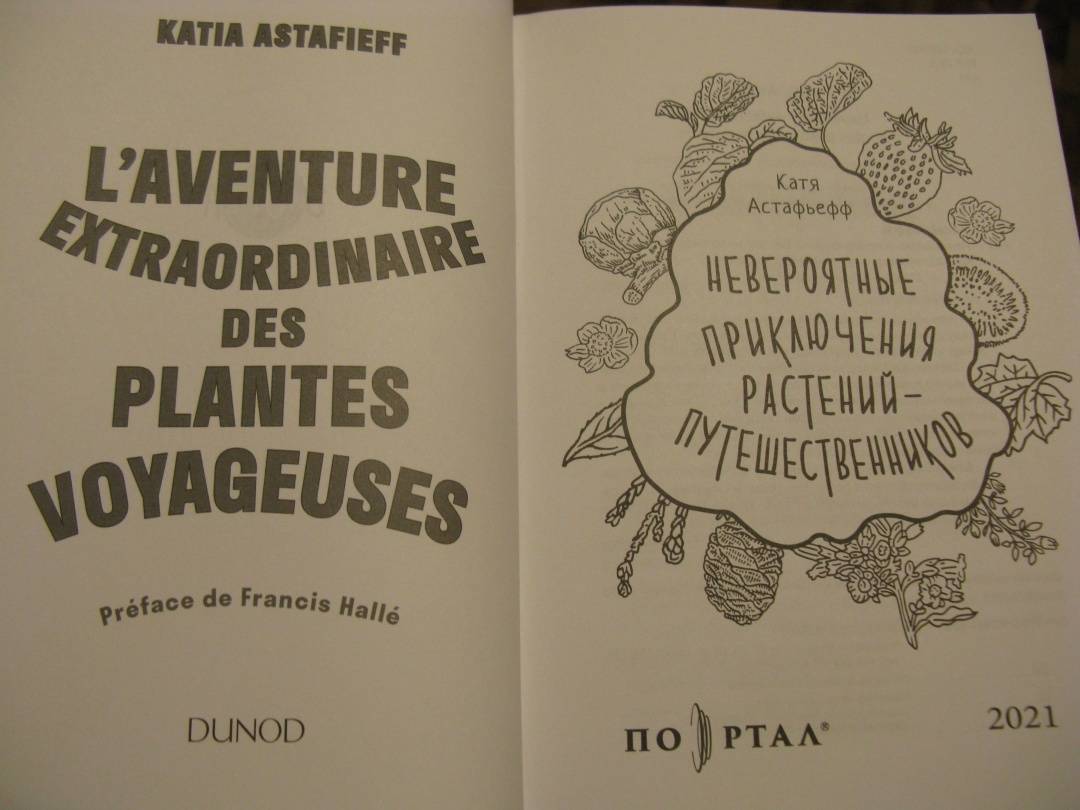 KATIA ASTAFIEFF
L'AVENTURE
EXTRAORDINAIRE
DES
PLANTES
VOYAGEUSES
Préface de Francis Hallé
DUNOD
Катя
Астафьефф
НЕВЕРОЯТНЫЕ
ПРИКЛЮЧЕНИЯ
РАСТЕНИЙ-
ПУТЕШЕСТВЕННИКОВ
ПОРТАЛ®
2021